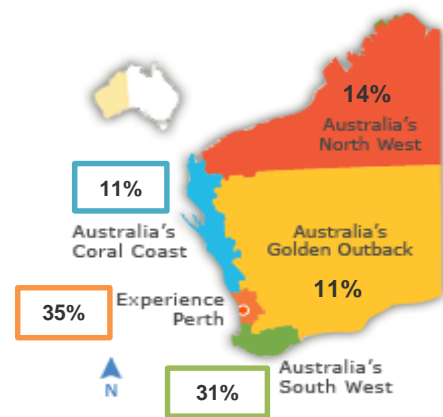 14%
Australia's
North West
11%
Australia's
Coral Coast
Australia's
Golden Outback
11%
35%
Experience
Perth
N
31%
Australia's
South West